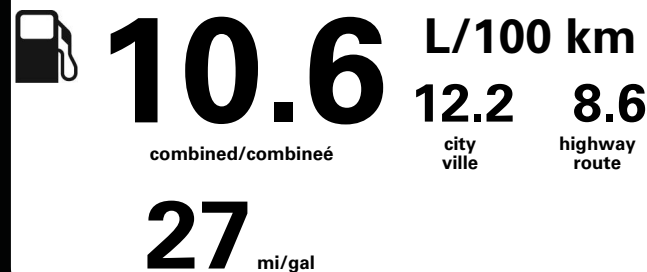 10.6 L/100 km
12.2 8.6
combined/combineé city highway
ville route
27 mi/gal